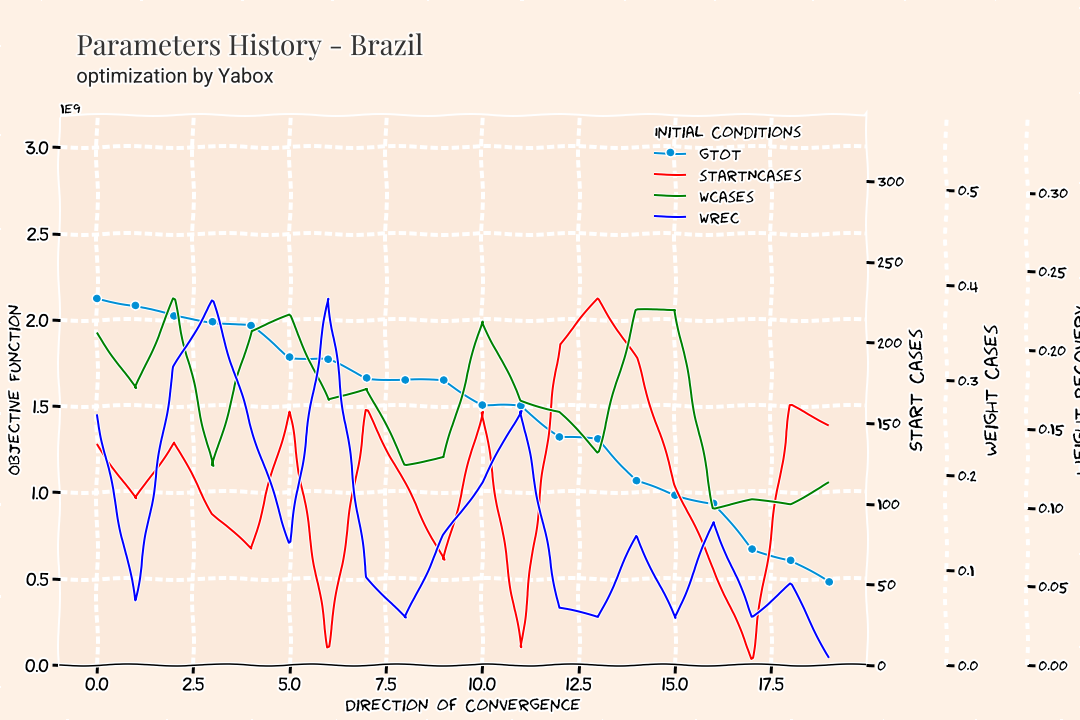 Parameters History - Brazil
optimization by Yabox
1E9
INITIAL CONDITIONS
GTOT
STARTNCASES
WCASES
WREC
3.0
2.5
2.0
1.5
1.0
0.5
0.0
OBJECTIVE FUNCTION
0.0 2.5 5.0 7.5 10.0 12.5 15.0 17.5
DIRECTION OF CONVERGENCE
300
250
200
150
100
50
0
START CASES
0.5
0.4
0.3
0.2
0.1
0.0
WEIGHT CASES
0.30
0.25
0.20
0.15
0.10
0.05
0.00